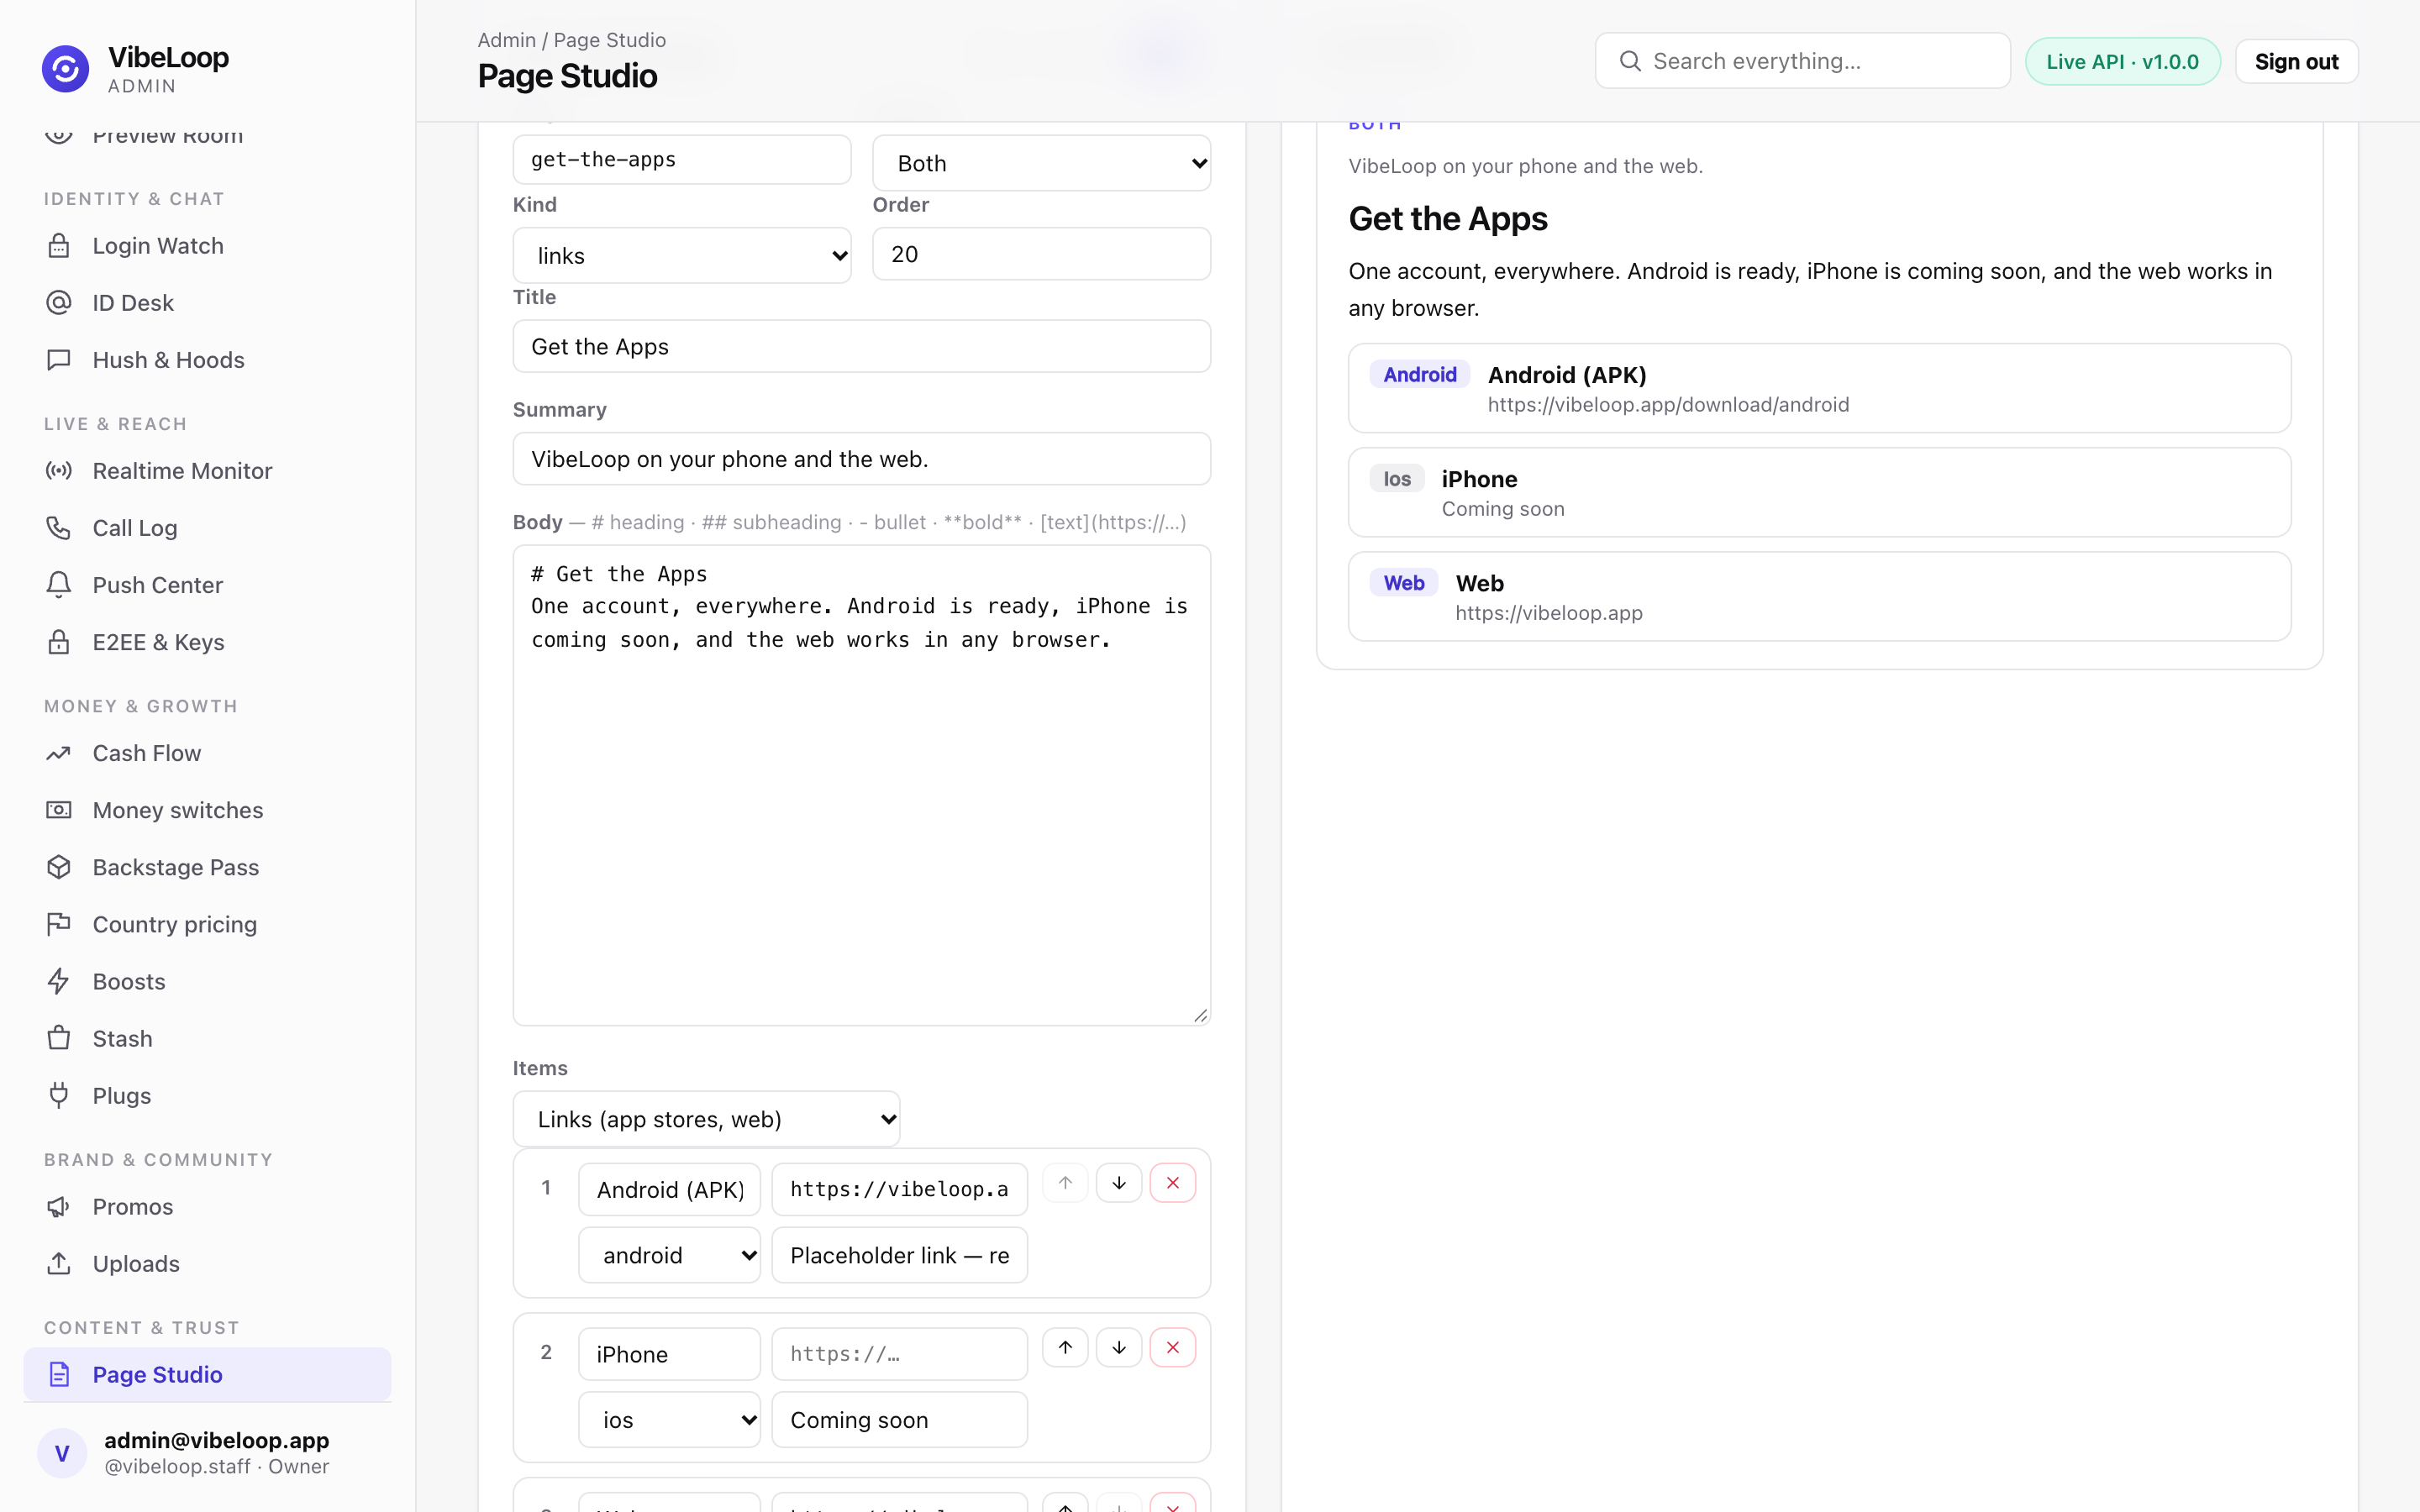 VibeLoop
ADMIN
Preview Room
IDENTITY & CHAT
Login Watch
ID Desk
Hush & Hoods
LIVE & REACH
Realtime Monitor
Call Log
Push Center
E2EE & Keys
MONEY & GROWTH
Cash Flow
Money switches
Backstage Pass
Country pricing
Boosts
Stash
Plugs
BRAND & COMMUNITY
Promos
Uploads
CONTENT & TRUST
Page Studio
V
admin@vibeloop.app
@vibeloop.staff · Owner
Admin / Page Studio
Page Studio
Search everything...
Live API · v1.0.0
Sign out
get-the-apps
Both
Kind
Order
links
20
Title
Get the Apps
Summary
VibeLoop on your phone and the web.
Body — # heading · ## subheading · - bullet · **bold** · [text](https://…)
# Get the Apps
One account, everywhere. Android is ready, iPhone is
coming soon, and the web works in any browser.
Items
Links (app stores, web)
1
Android (APK)
https://vibeloop.a
android
Placeholder link — re
2
iPhone
https://…
ios
Coming soon
BOTH
VibeLoop on your phone and the web.
Get the Apps
One account, everywhere. Android is ready, iPhone is coming soon, and the web works in
any browser.
Android
Android (APK)
https://vibeloop.app/download/android
Ios
iPhone
Coming soon
Web
Web
https://vibeloop.app